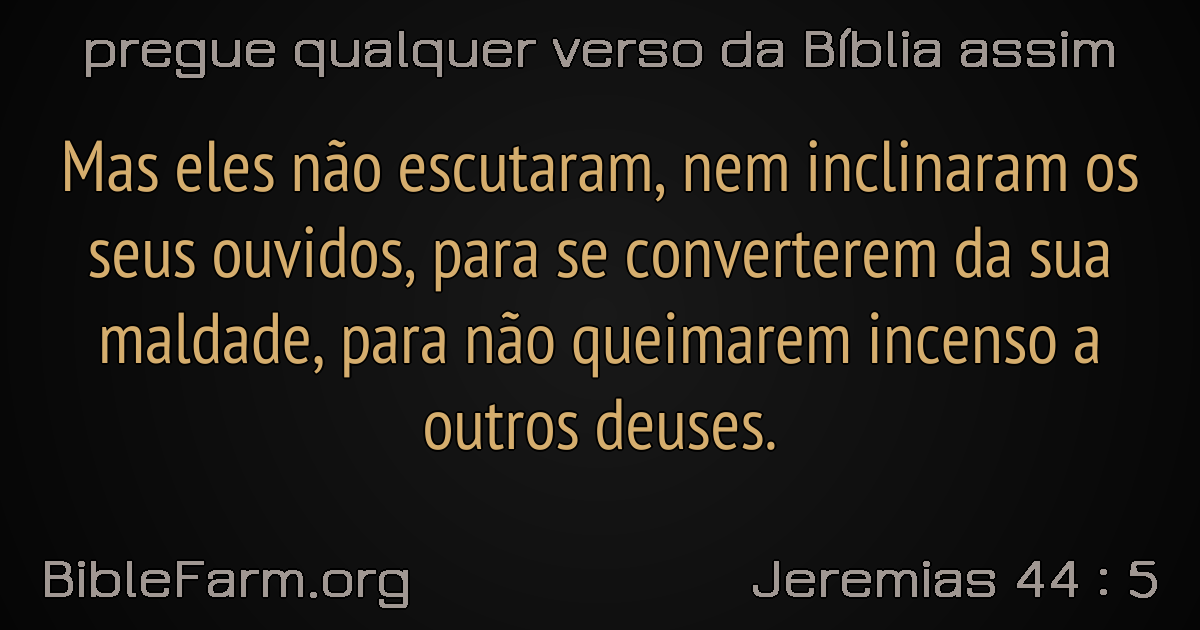 pregue qualquer verso da Bíblia assim
Mas eles não escutaram, nem inclinaram os
seus ouvidos, para se converterem da sua
maldade, para não queimarem incenso a
outros deuses.
BibleFarm.org
Jeremias 44 : 5